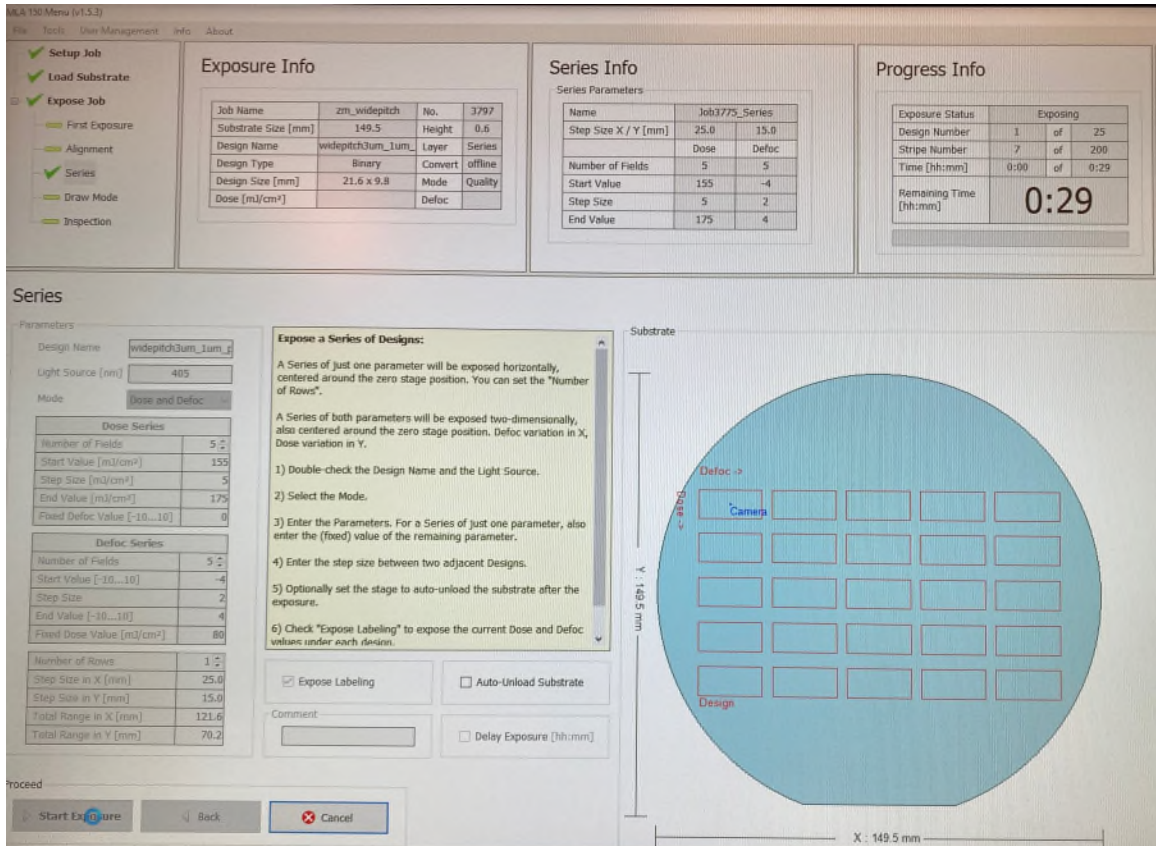 MLA 150 Menu (v1.5.3)
File Tools User Management Info About
Setup Job
Load Substrate
Expose Job
First Exposure
Alignment
Series
Draw Mode
Inspection
Exposure Info
Job Name zm_widepitch No. 3797
Substrate Size [mm] 149.5 Height 0.6
Design Name widepitch3um_1um_ Layer Series
Design Type Binary Convert offline
Design Size [mm] 21.6 x 9.8 Mode Quality
Dose [mJ/cm²] Defoc
Series Info
Series Parameters
Name Job3775_Series
Step Size X / Y [mm] 25.0 15.0
Dose Defoc
Number of Fields 5 5
Start Value 155 -4
Step Size 5 2
End Value 175 4
Progress Info
Exposure Status Exposing
Design Number 1 of 25
Stripe Number 7 of 200
Time [hh:mm] 0:00 of 0:29
Remaining Time
[hh:mm] 0:29
Series
Parameters
Design Name widepitch3um_1um_p
Light Source [nm] 405
Mode Dose and Defoc
Dose Series
Number of Fields 5
Start Value [mJ/cm²] 155
Step Size [mJ/cm²] 5
End Value [mJ/cm²] 175
Fixed Defoc Value [-10...10] 0
Defoc Series
Number of Fields 5
Start Value [-10...10] -4
Step Size 2
End Value [-10...10] 4
Fixed Dose Value [mJ/cm²] 80
Number of Rows 1
Step Size in X [mm] 25.0
Step Size in Y [mm] 15.0
Total Range in X [mm] 121.6
Total Range in Y [mm] 70.2
Expose a Series of Designs:
A Series of just one parameter will be exposed horizontally,
centered around the zero stage position. You can set the "Number
of Rows".
A Series of both parameters will be exposed two-dimensionally,
also centered around the zero stage position. Defoc variation in X,
Dose variation in Y.
1) Double-check the Design Name and the Light Source.
2) Select the Mode.
3) Enter the Parameters. For a Series of just one parameter, also
enter the (fixed) value of the remaining parameter.
4) Enter the step size between two adjacent Designs.
5) Optionally set the stage to auto-unload the substrate after the
exposure.
6) Check "Expose Labeling" to expose the current Dose and Defoc
values under each design.
Expose Labeling
Auto-Unload Substrate
Comment
Delay Exposure [hh:mm]
Substrate
Defoc ->
Dose ->
Camera
Design
Y : 149.5 mm
X : 149.5 mm
Proceed
Start Exposure
Back
Cancel